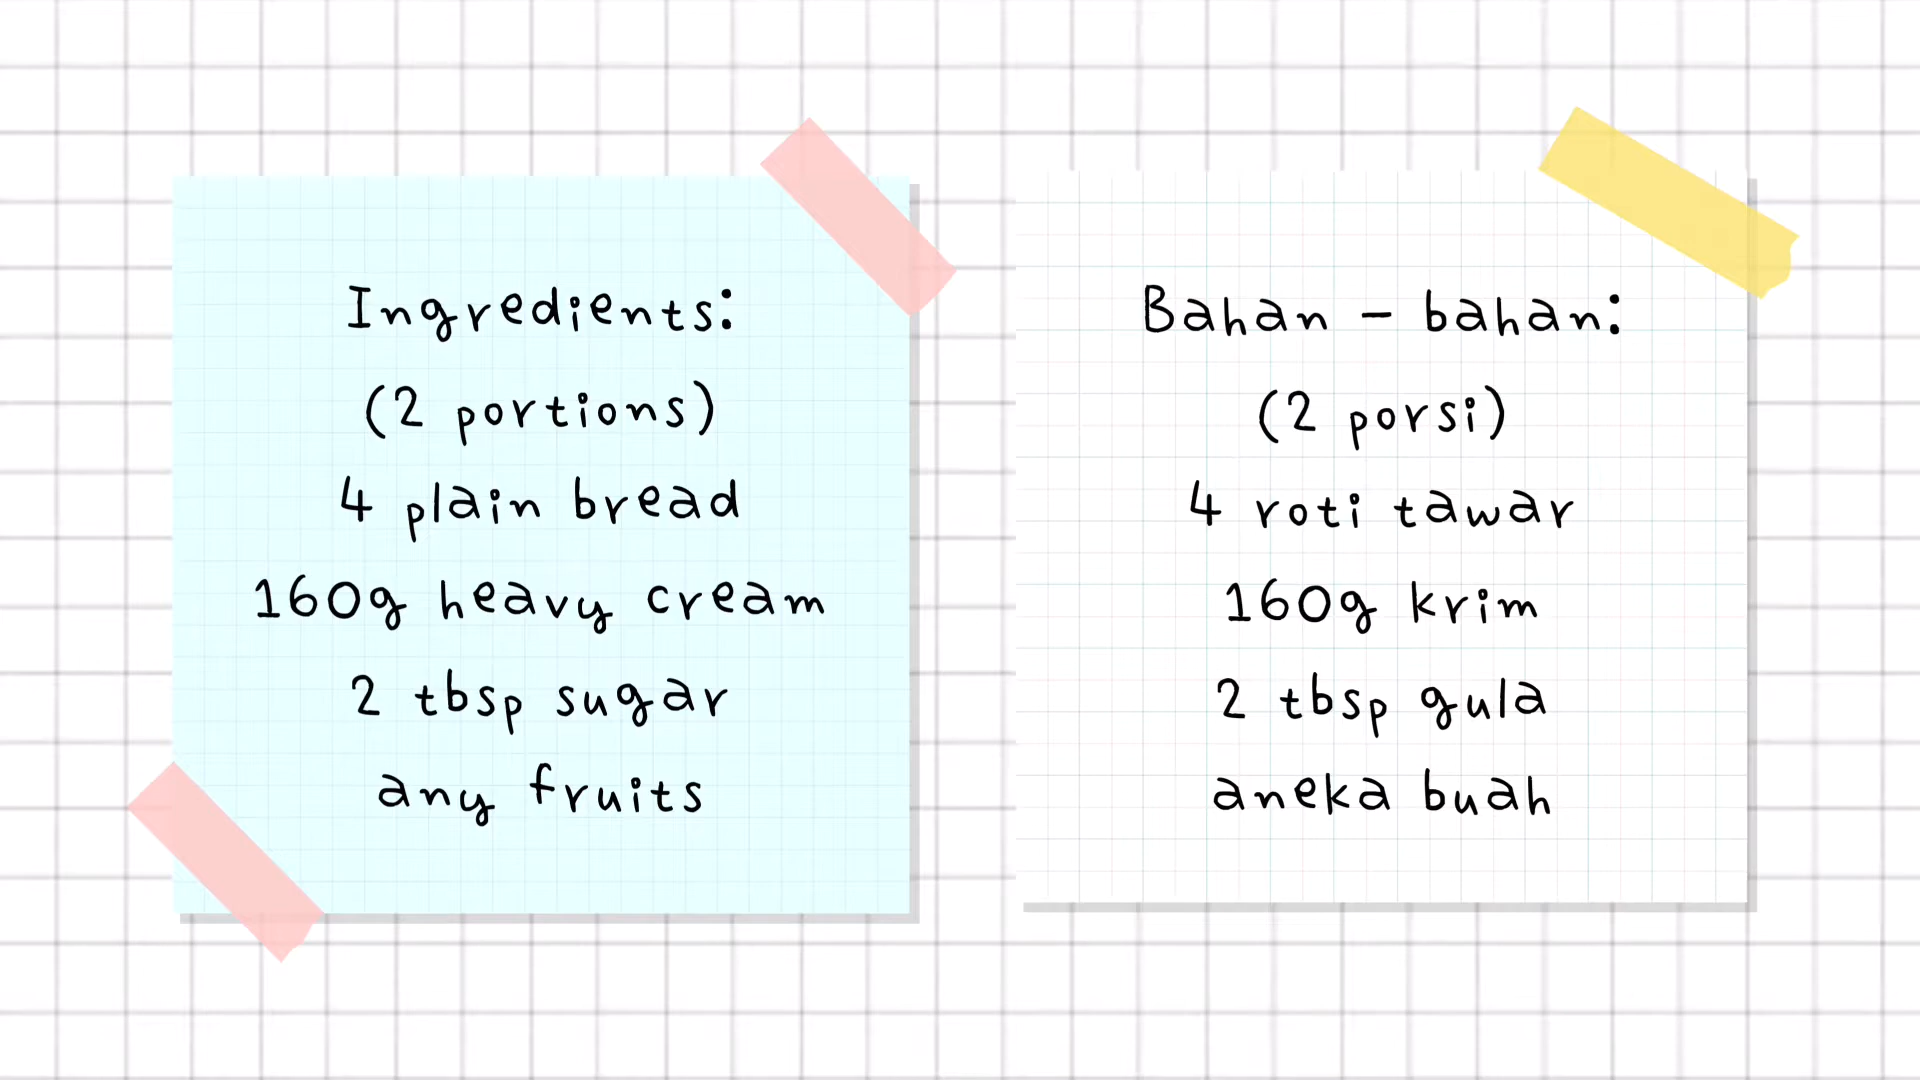 Ingredients:
(2 portions)
4 plain bread
160g heavy cream
2 tbsp sugar
any fruits
Bahan - bahan:
(2 porsi)
4 roti tawar
160g krim
2 tbsp gula
aneka buah